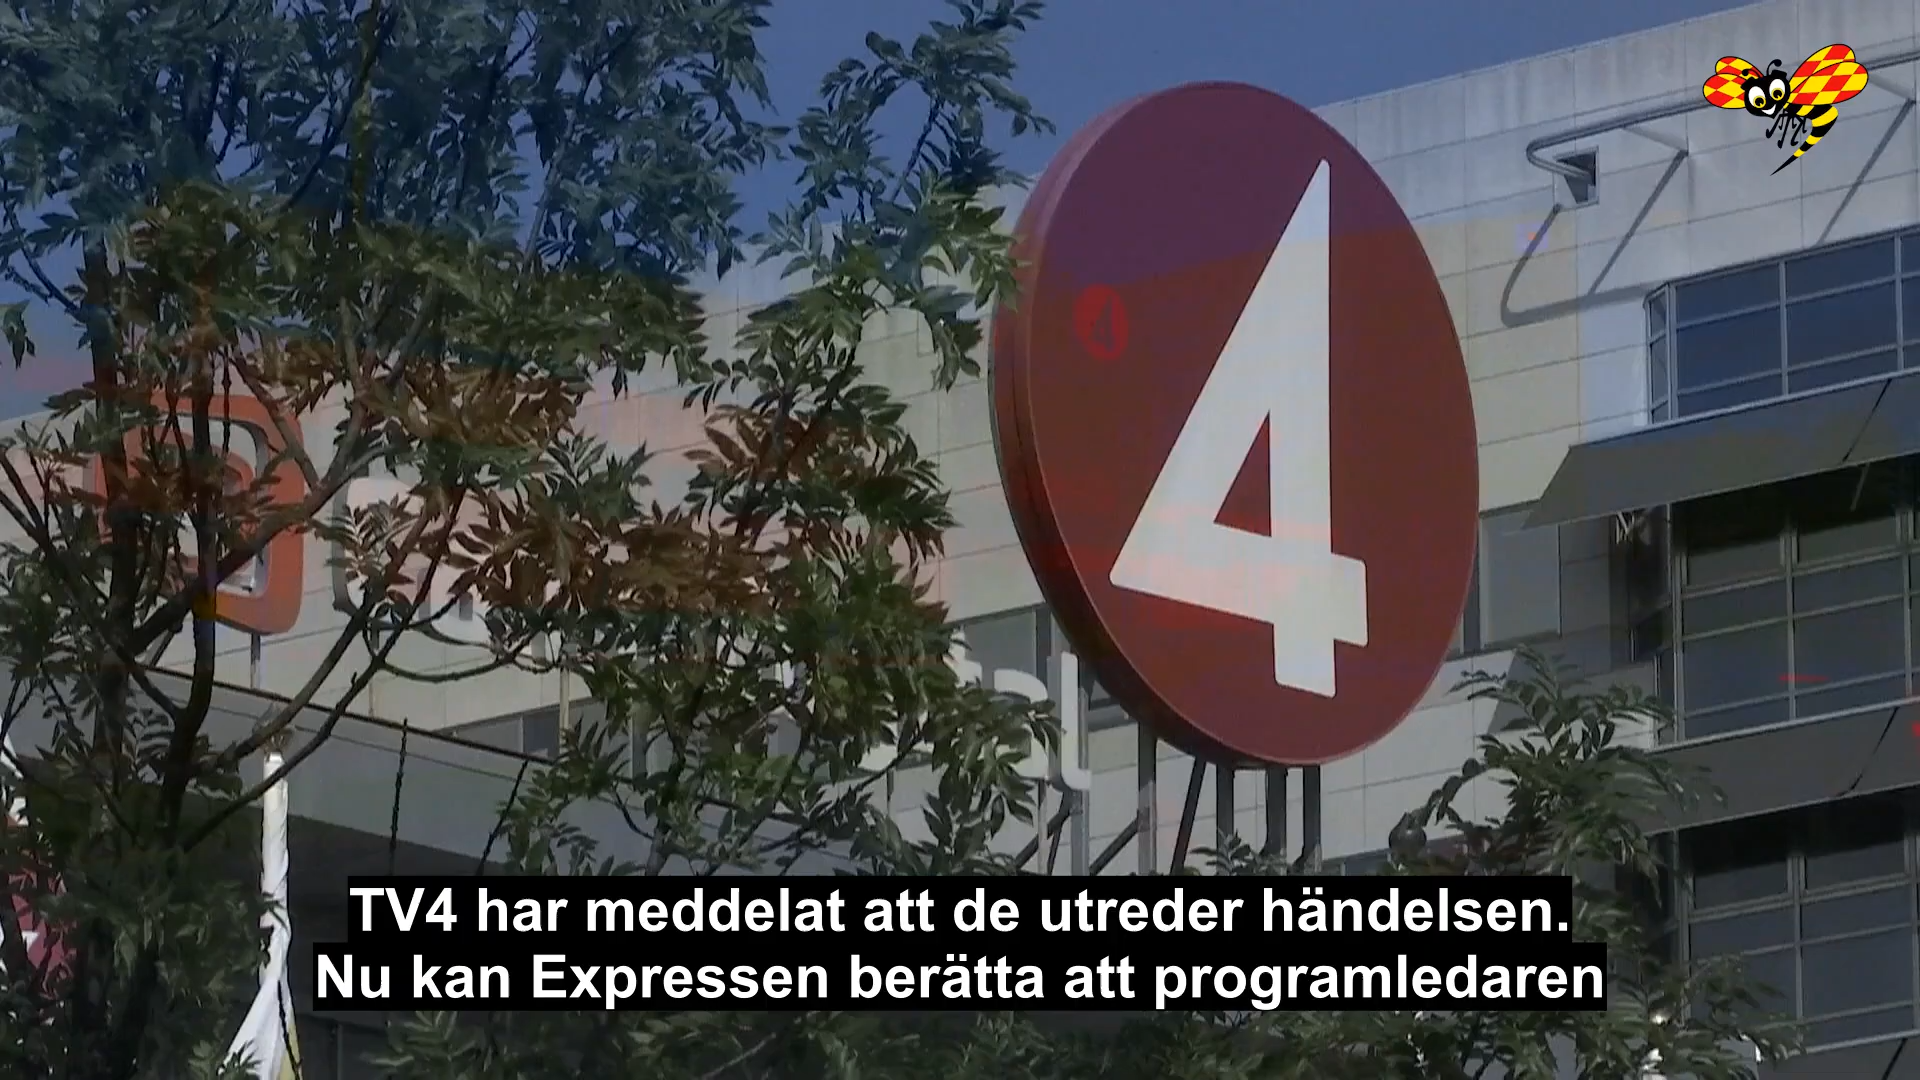 4
TV4 har meddelat att de utreder händelsen.
Nu kan Expressen berätta att programledaren